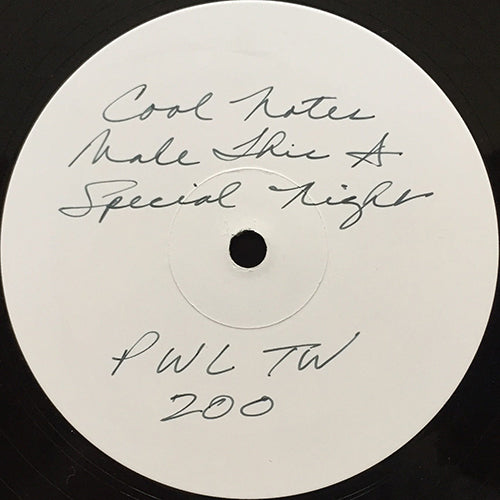 Cool Notes
Make This A
Special Night
PWL TW
200